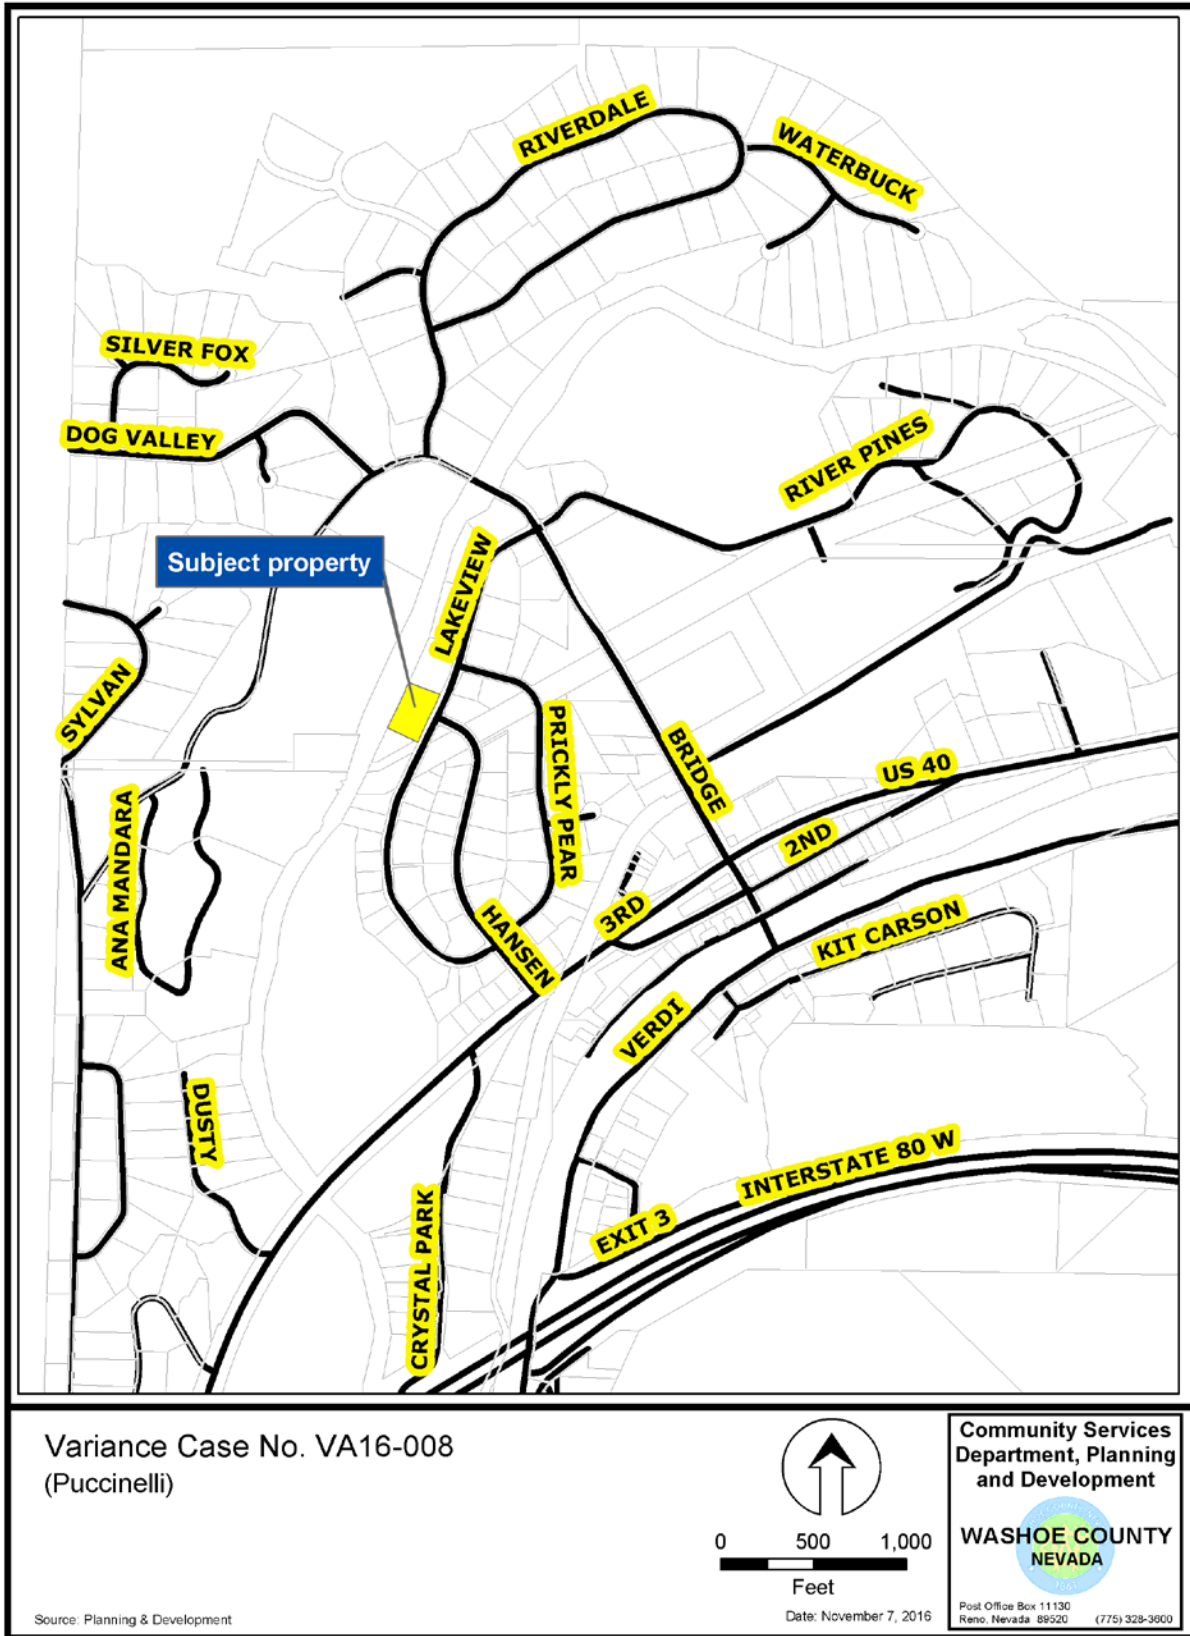 RIVERDALE
WATERBUCK
SILVER FOX
DOG VALLEY
RIVER PINES
Subject property
LAKEVIEW
SYLVAN
PRICKLY PEAR
BRIDGE
US 40
ANA MANDARA
2ND
3RD
HANSEN
KIT CARSON
VERDI
DUSTY
INTERSTATE 80 W
EXIT 3
CRYSTAL PARK
Variance Case No. VA16-008
(Puccinelli)
Source: Planning & Development
0 500 1,000
Feet
Date: November 7, 2016
Community Services
Department, Planning
and Development
WASHOE COUNTY
NEVADA
1861
Post Office Box 11130
Reno, Nevada 89520 (775) 328-3600